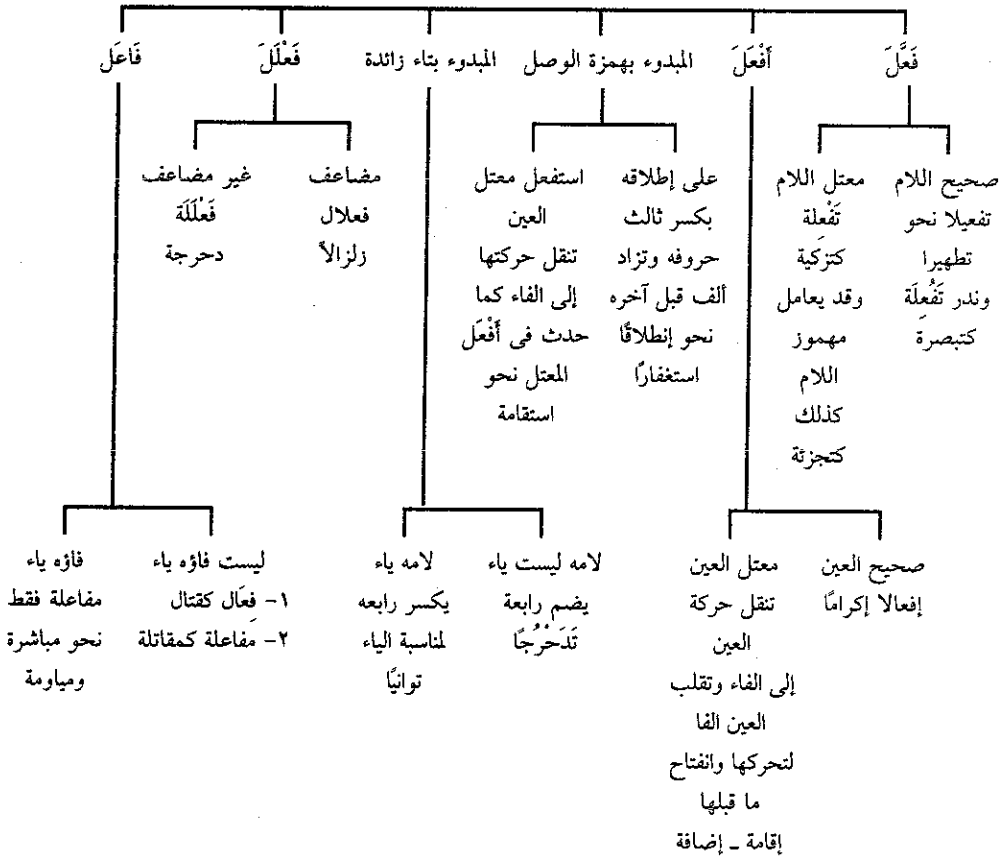 فَعَّلَ
أَفْعَلَ
المبدوء بهمزة الوصل
المبدوء بتاء زائدة
فَعْلَلَ
فَاعَل
صحيح اللام
تفعيلا نحو
تطهيرا
وندر تَفْعِلَة
كتبصرة
معتل اللام
تَفْعِلة
كتزكية
وقد يعامل
مهموز
اللام
كذلك
كتجزئة
على إطلاقه
بكسر ثالث
حروفه وتزاد
ألف قبل آخره
نحو إنطلاقًا
استغفارًا
استفعل معتل
العين
تنقل حركتها
إلى الفاء كما
حدث فى أَفْعَل
المعتل نحو
استقامة
مضاعف
فعلال
زلزالاً
غير مضاعف
فَعْلَلَة
دحرجة
صحيح العين
إفعالا إكرامًا
معتل العين
تنقل حركة
العين
إلى الفاء وتقلب
العين الفا
لتحركها وانفتاح
ما قبلها
إقامة ـ إضافة
لامه ليست ياء
يضم رابعة
تَدَحْرُجًا
لامه ياء
يكسر رابعه
لمناسبة الياء
توانيًا
ليست فاؤه ياء
١- فِعَال كقتال
٢- مفاعلة كمقاتلة
فاؤه ياء
مفاعلة فقط
نحو مباشرة
ومياومة